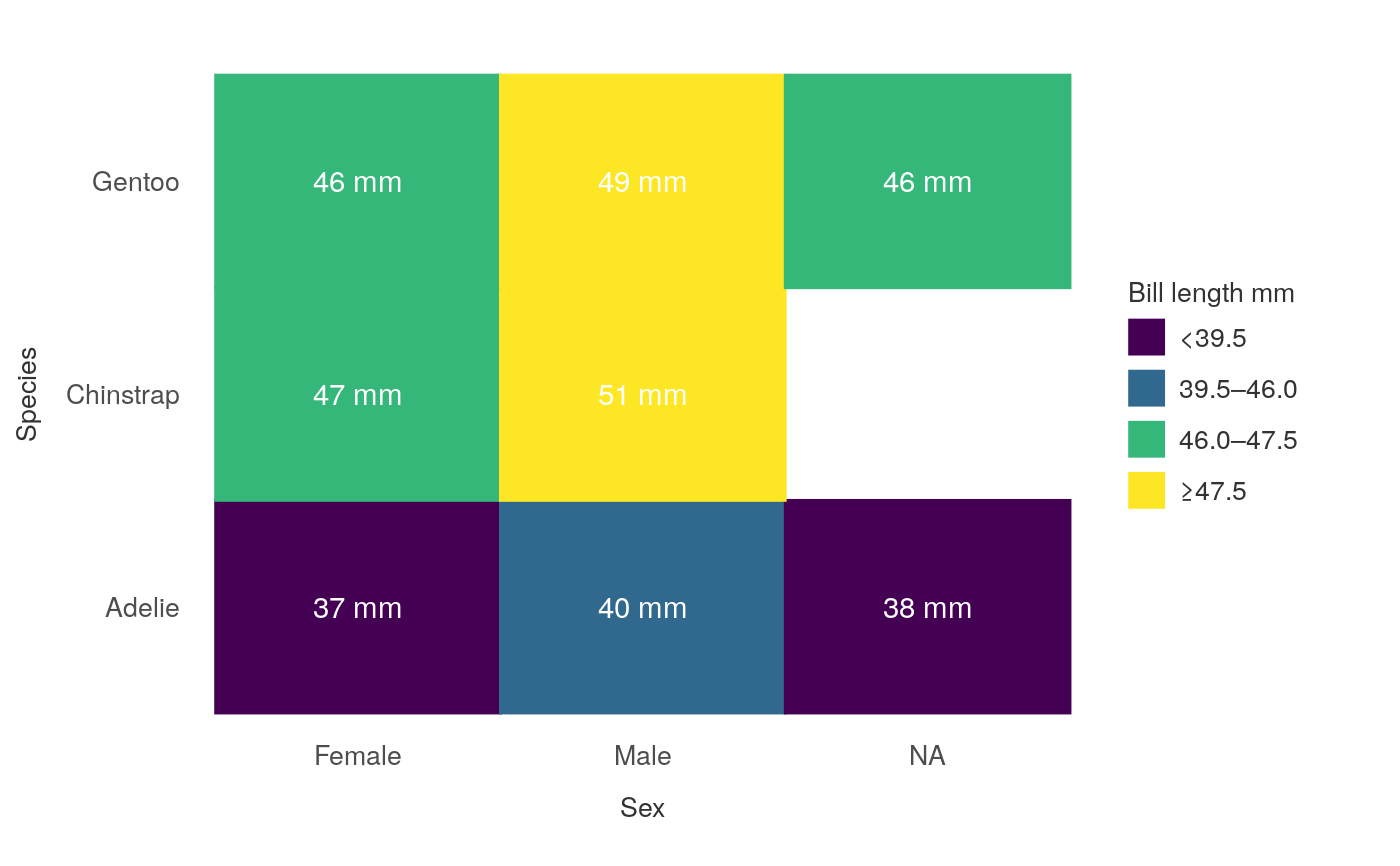 Gentoo
46 mm
49 mm
46 mm
Bill length mm
<39.5
39.5–46.0
46.0–47.5
≥47.5
Species
Chinstrap
47 mm
51 mm
Adelie
37 mm
40 mm
38 mm
Female
Male
NA
Sex